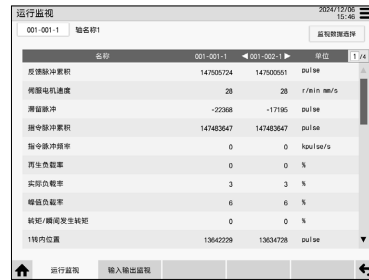 运行监视 2024/12/06 15:46
001-001-1 轴名称1 监视数据选择
名称 001-001-1 ◀001-002-1▶ 单位 1/4
反馈脉冲累积 147505724 147500551 pulse
伺服电机速度 28 28 r/min mm/s
滞留脉冲 -22368 -17195 pulse
指令脉冲累积 147483647 147483647 pulse
指令脉冲频率 0 0 kpulse/s
再生负载率 0 0 %
实际负载率 3 3 %
峰值负载率 6 6 %
转矩/瞬间发生转矩 0 0 %
1转内位置 13642229 13634728 pulse
运行监视 输入输出监视